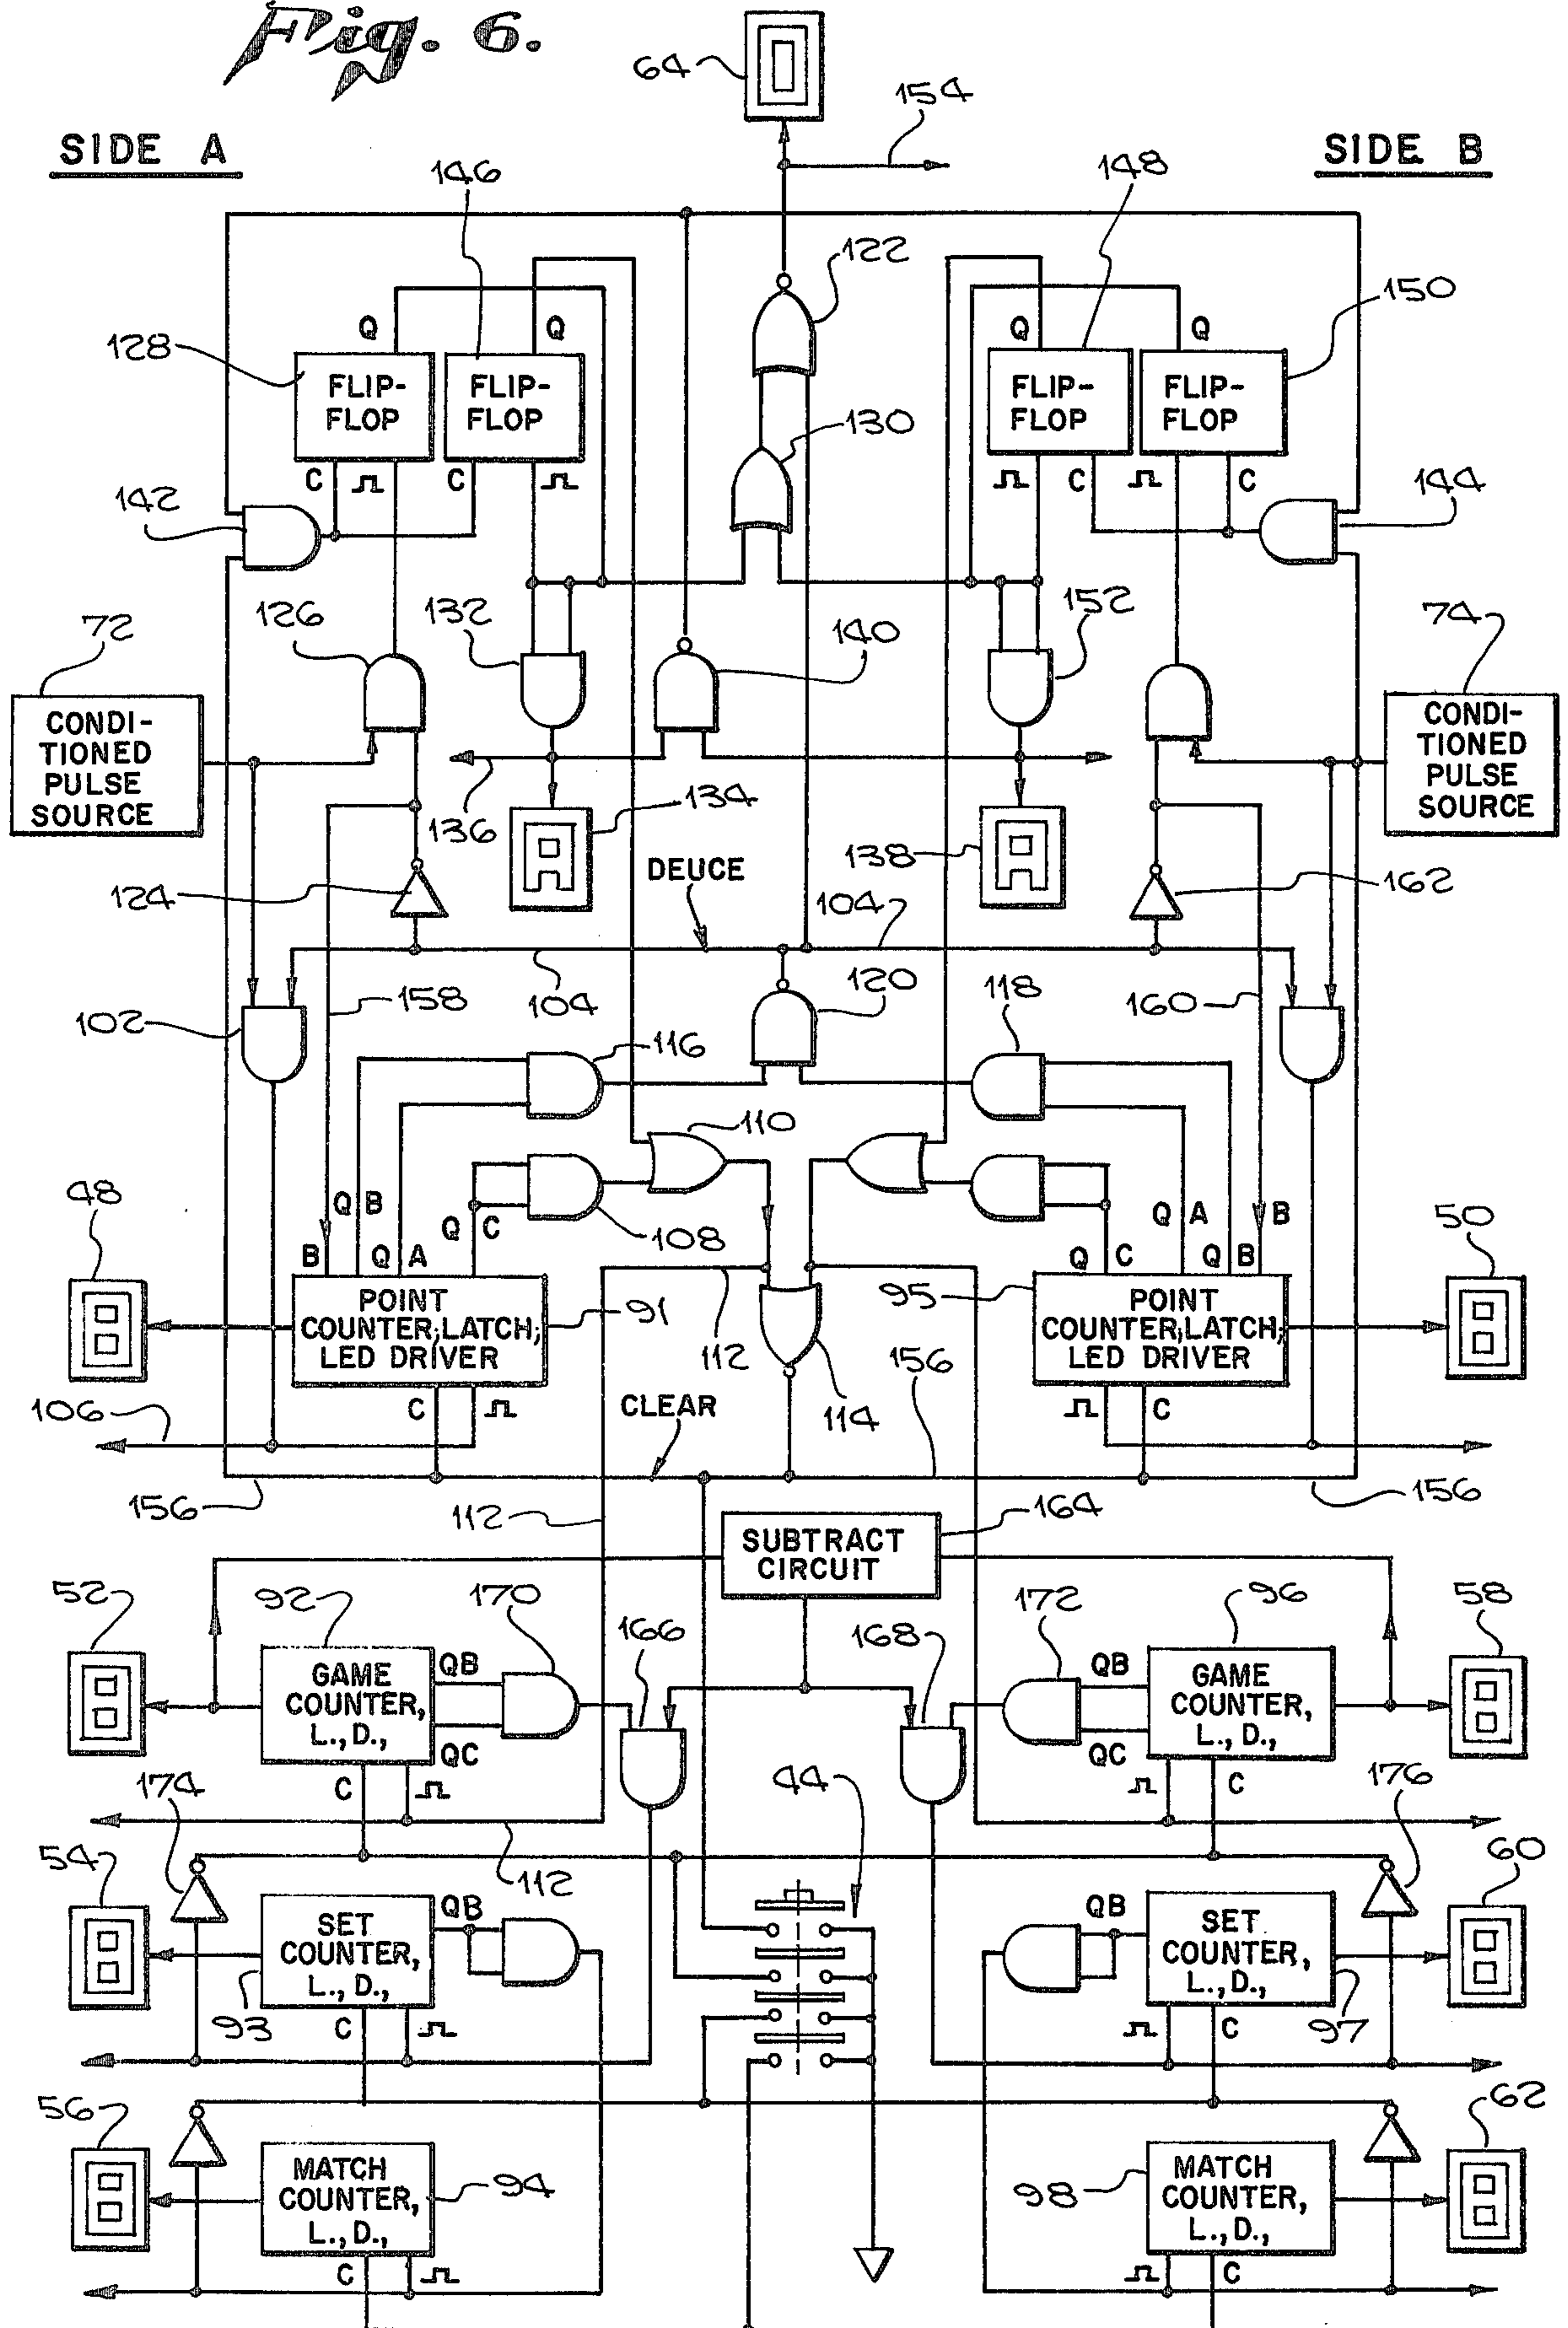 Fig. 6.
64
154
SIDE A
SIDE B
146
148
122
150
Q
Q
Q
Q
128
FLIP-
FLOP
FLIP-
FLOP
FLIP-
FLOP
FLIP-
FLOP
130
C
C
C
C
142
144
72
126
132
140
152
74
CONDI-
TIONED
PULSE
SOURCE
CONDI-
TIONED
PULSE
SOURCE
136
134
138
124
DEUCE
104
162
102
158
104
120
118
160
116
110
48
Q B
Q A
Q C
B
108
Q C
Q A
Q B
B
50
POINT
COUNTER; LATCH;
LED DRIVER
91
95
POINT
COUNTER; LATCH;
LED DRIVER
112
114
156
106
C
CLEAR
C
156
112
164
156
SUBTRACT
CIRCUIT
52
92
170
166
168
172
96
58
GAME
COUNTER,
L., D.,
QB
QC
QB
QC
GAME
COUNTER,
L., D.,
174
C
44
C
176
54
112
60
SET
COUNTER,
L., D.,
QB
QB
SET
COUNTER,
L., D.,
93
C
C
97
56
62
MATCH
COUNTER,
L., D.,
94
98
MATCH
COUNTER,
L., D.,
C
C